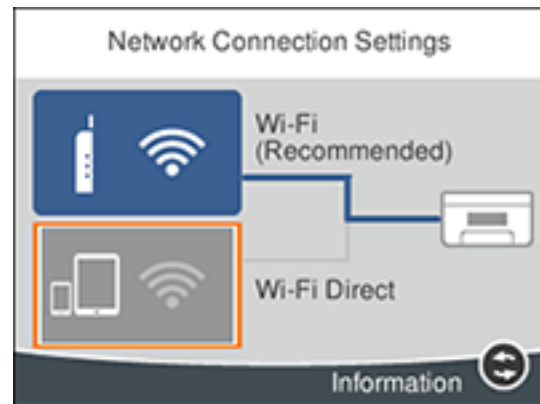 Network Connection Settings
Wi-Fi
(Recommended)
Wi-Fi Direct
Information